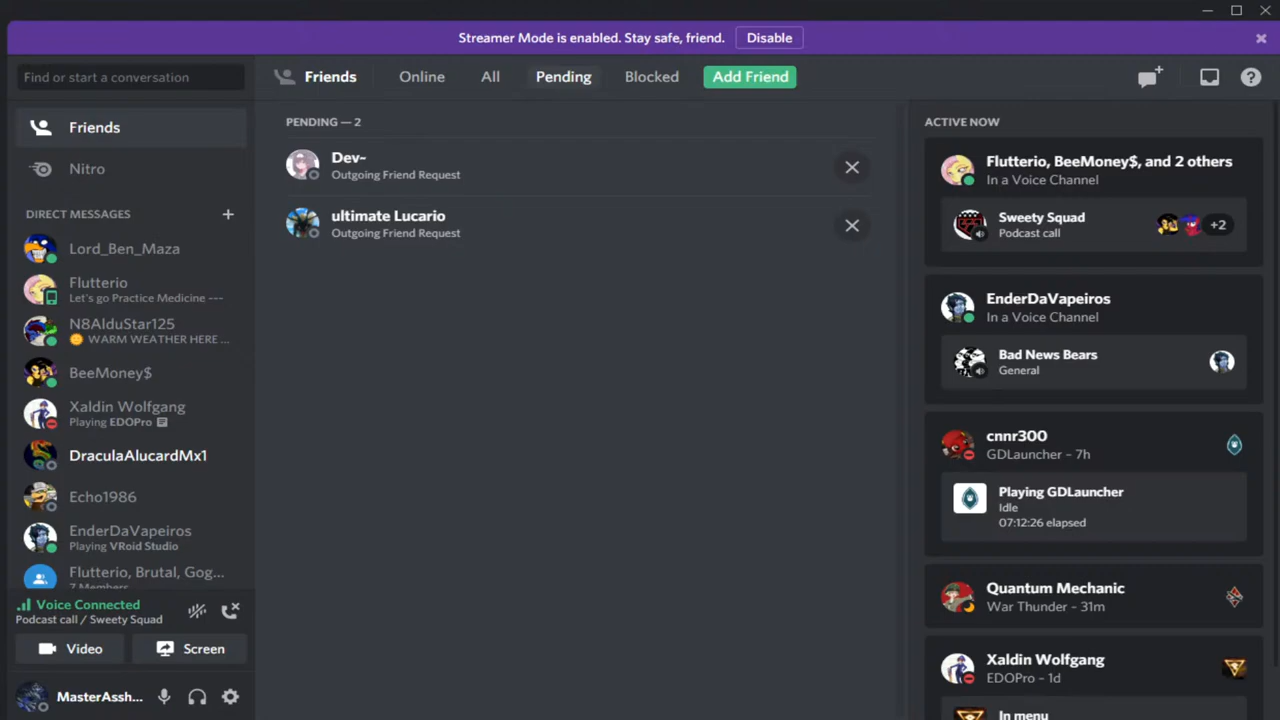 Streamer Mode is enabled. Stay safe, friend. Disable
Find or start a conversation
Friends
Nitro
DIRECT MESSAGES
Lord_Ben_Maza
Flutterio
Let's go Practice Medicine ---
N8AlduStar125
WARM WEATHER HERE ...
BeeMoney$
Xaldin Wolfgang
Playing EDOPro
DraculaAlucardMx1
Echo1986
EnderDaVapeiros
Playing VRoid Studio
Flutterio, Brutal, Gog...
7 Members
Voice Connected
Podcast call / Sweety Squad
Video Screen
MasterAssh...
Friends Online All Pending Blocked Add Friend
PENDING — 2
Dev~
Outgoing Friend Request
ultimate Lucario
Outgoing Friend Request
ACTIVE NOW
Flutterio, BeeMoney$, and 2 others
In a Voice Channel
Sweety Squad
Podcast call
+2
EnderDaVapeiros
In a Voice Channel
Bad News Bears
General
cnnr300
GDLauncher – 7h
Playing GDLauncher
Idle
07:12:26 elapsed
Quantum Mechanic
War Thunder – 31m
Xaldin Wolfgang
EDOPro – 1d
In menu